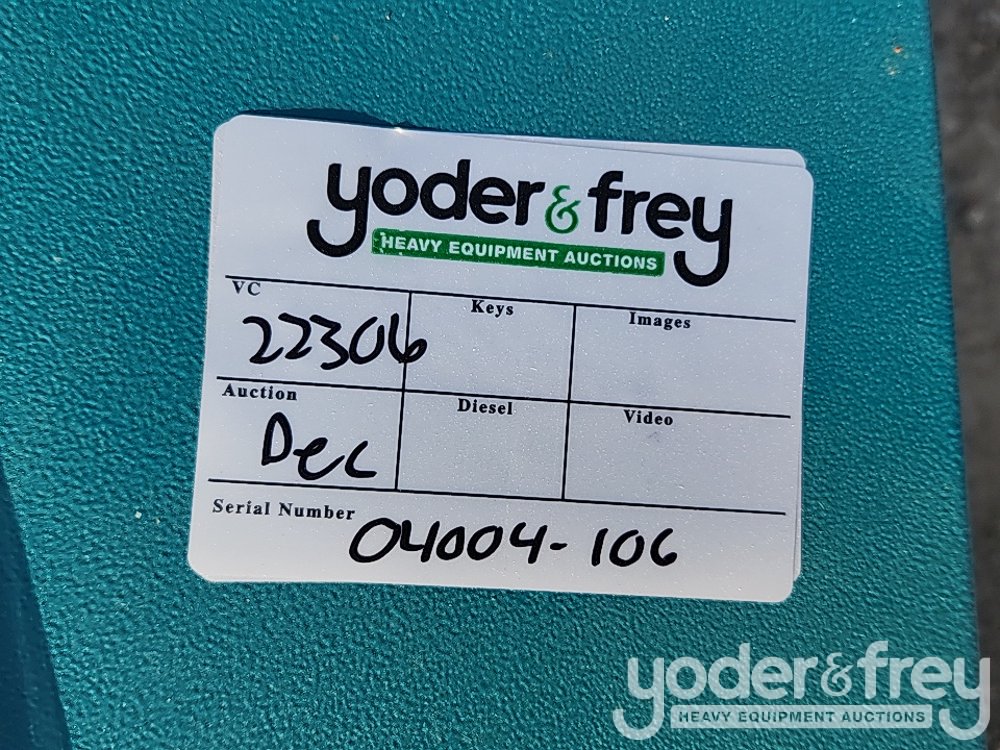 yoder & frey
HEAVY EQUIPMENT AUCTIONS
VC
22306
Keys
Images
Auction
Dec
Diesel
Video
Serial Number
04004-106
yoder & frey
HEAVY EQUIPMENT AUCTIONS